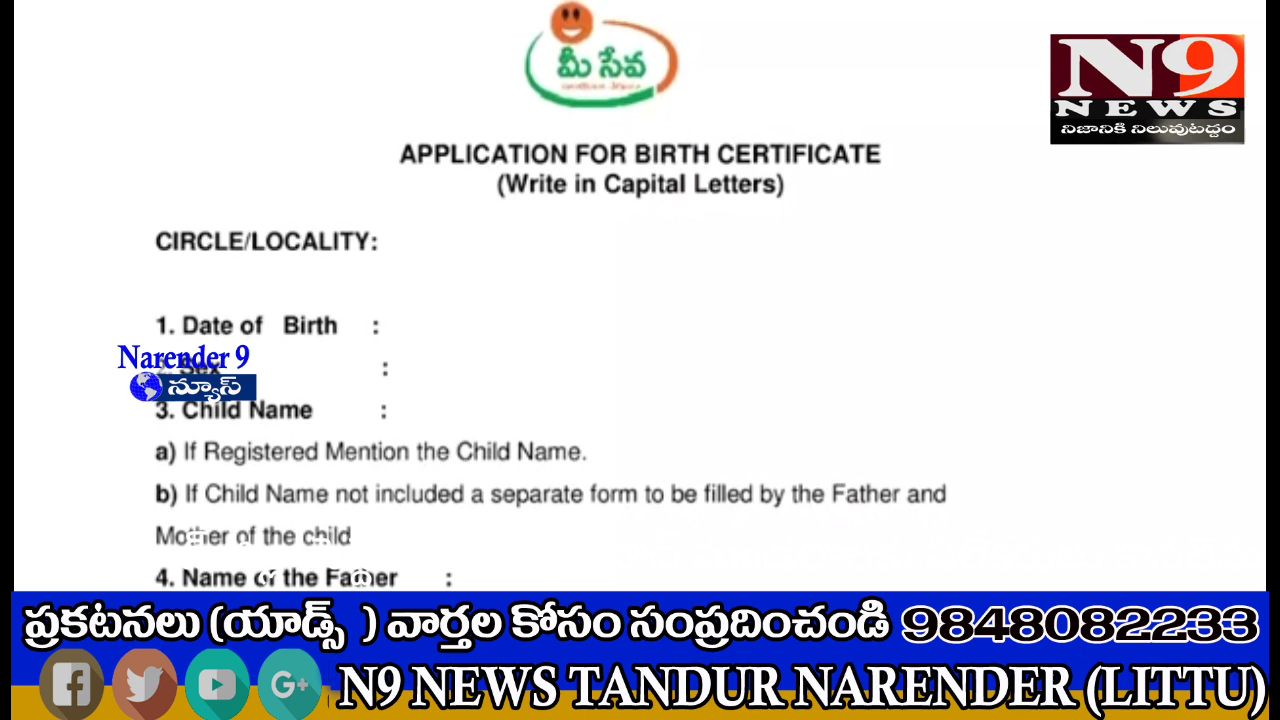 మీ సేవ
N9
NEWS
నిజానికి నిలువుటద్దం
APPLICATION FOR BIRTH CERTIFICATE
(Write in Capital Letters)
CIRCLE/LOCALITY:
1. Date of Birth :
Narender 9
2. Sex :
న్యూస్
3. Child Name :
a) If Registered Mention the Child Name.
b) If Child Name not included a separate form to be filled by the Father and
Mother of the child
4. Name of the Father :
ప్రకటనలు (యాడ్స్ ) వార్తల కోసం సంప్రదించండి 9848082233
N9 NEWS TANDUR NARENDER (LITTU)